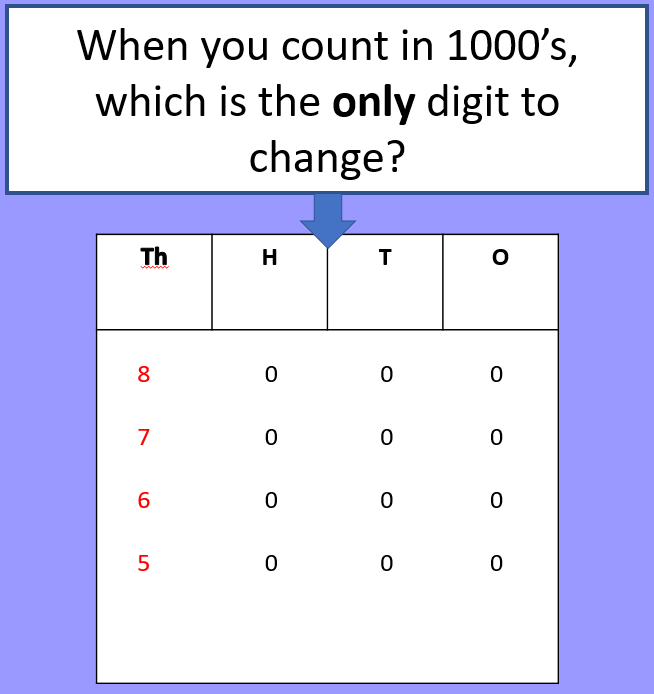 When you count in 1000’s,
which is the only digit to
change?
Th H T O
8 0 0 0
7 0 0 0
6 0 0 0
5 0 0 0